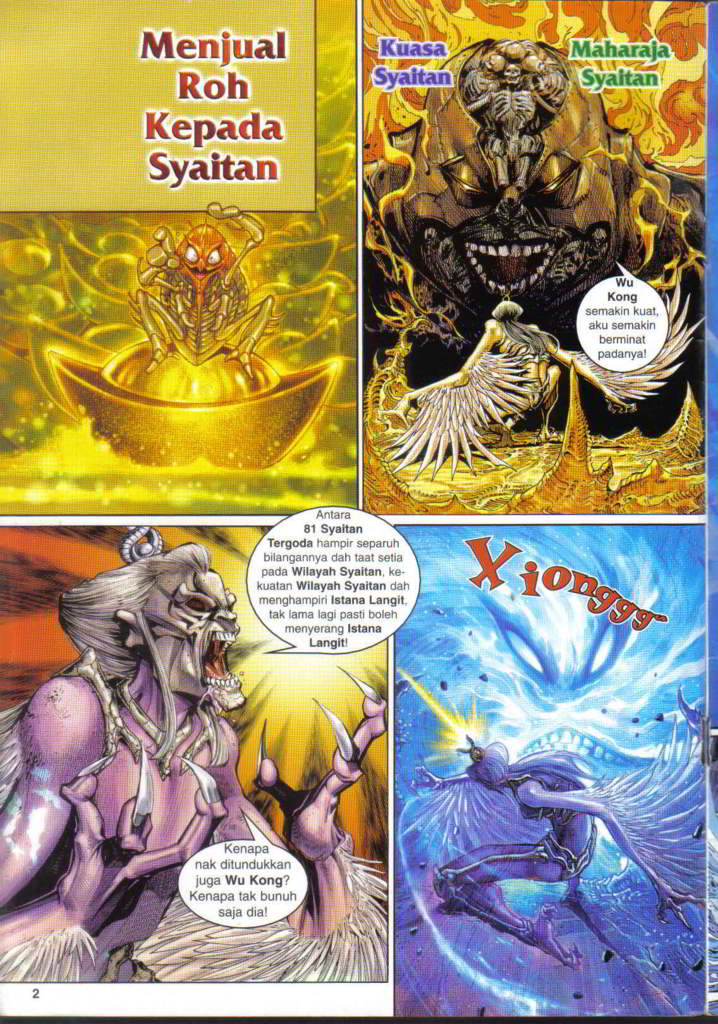 Menjual
Roh
Kepada
Syaitan
Kuasa
Syaitan
Maharaja
Syaitan
Wu
Kong
semakin kuat,
aku semakin
berminat
padanya!
Antara
81 Syaitan
Tergoda hampir separuh
bilangannya dah taat setia
pada Wilayah Syaitan, ke-
kuatan Wilayah Syaitan dah
menghampiri Istana Langit,
tak lama lagi pasti boleh
menyerang Istana
Langit!
Kenapa
nak ditundukkan
juga Wu Kong?
Kenapa tak bunuh
saja dia!
Xionggg~
2